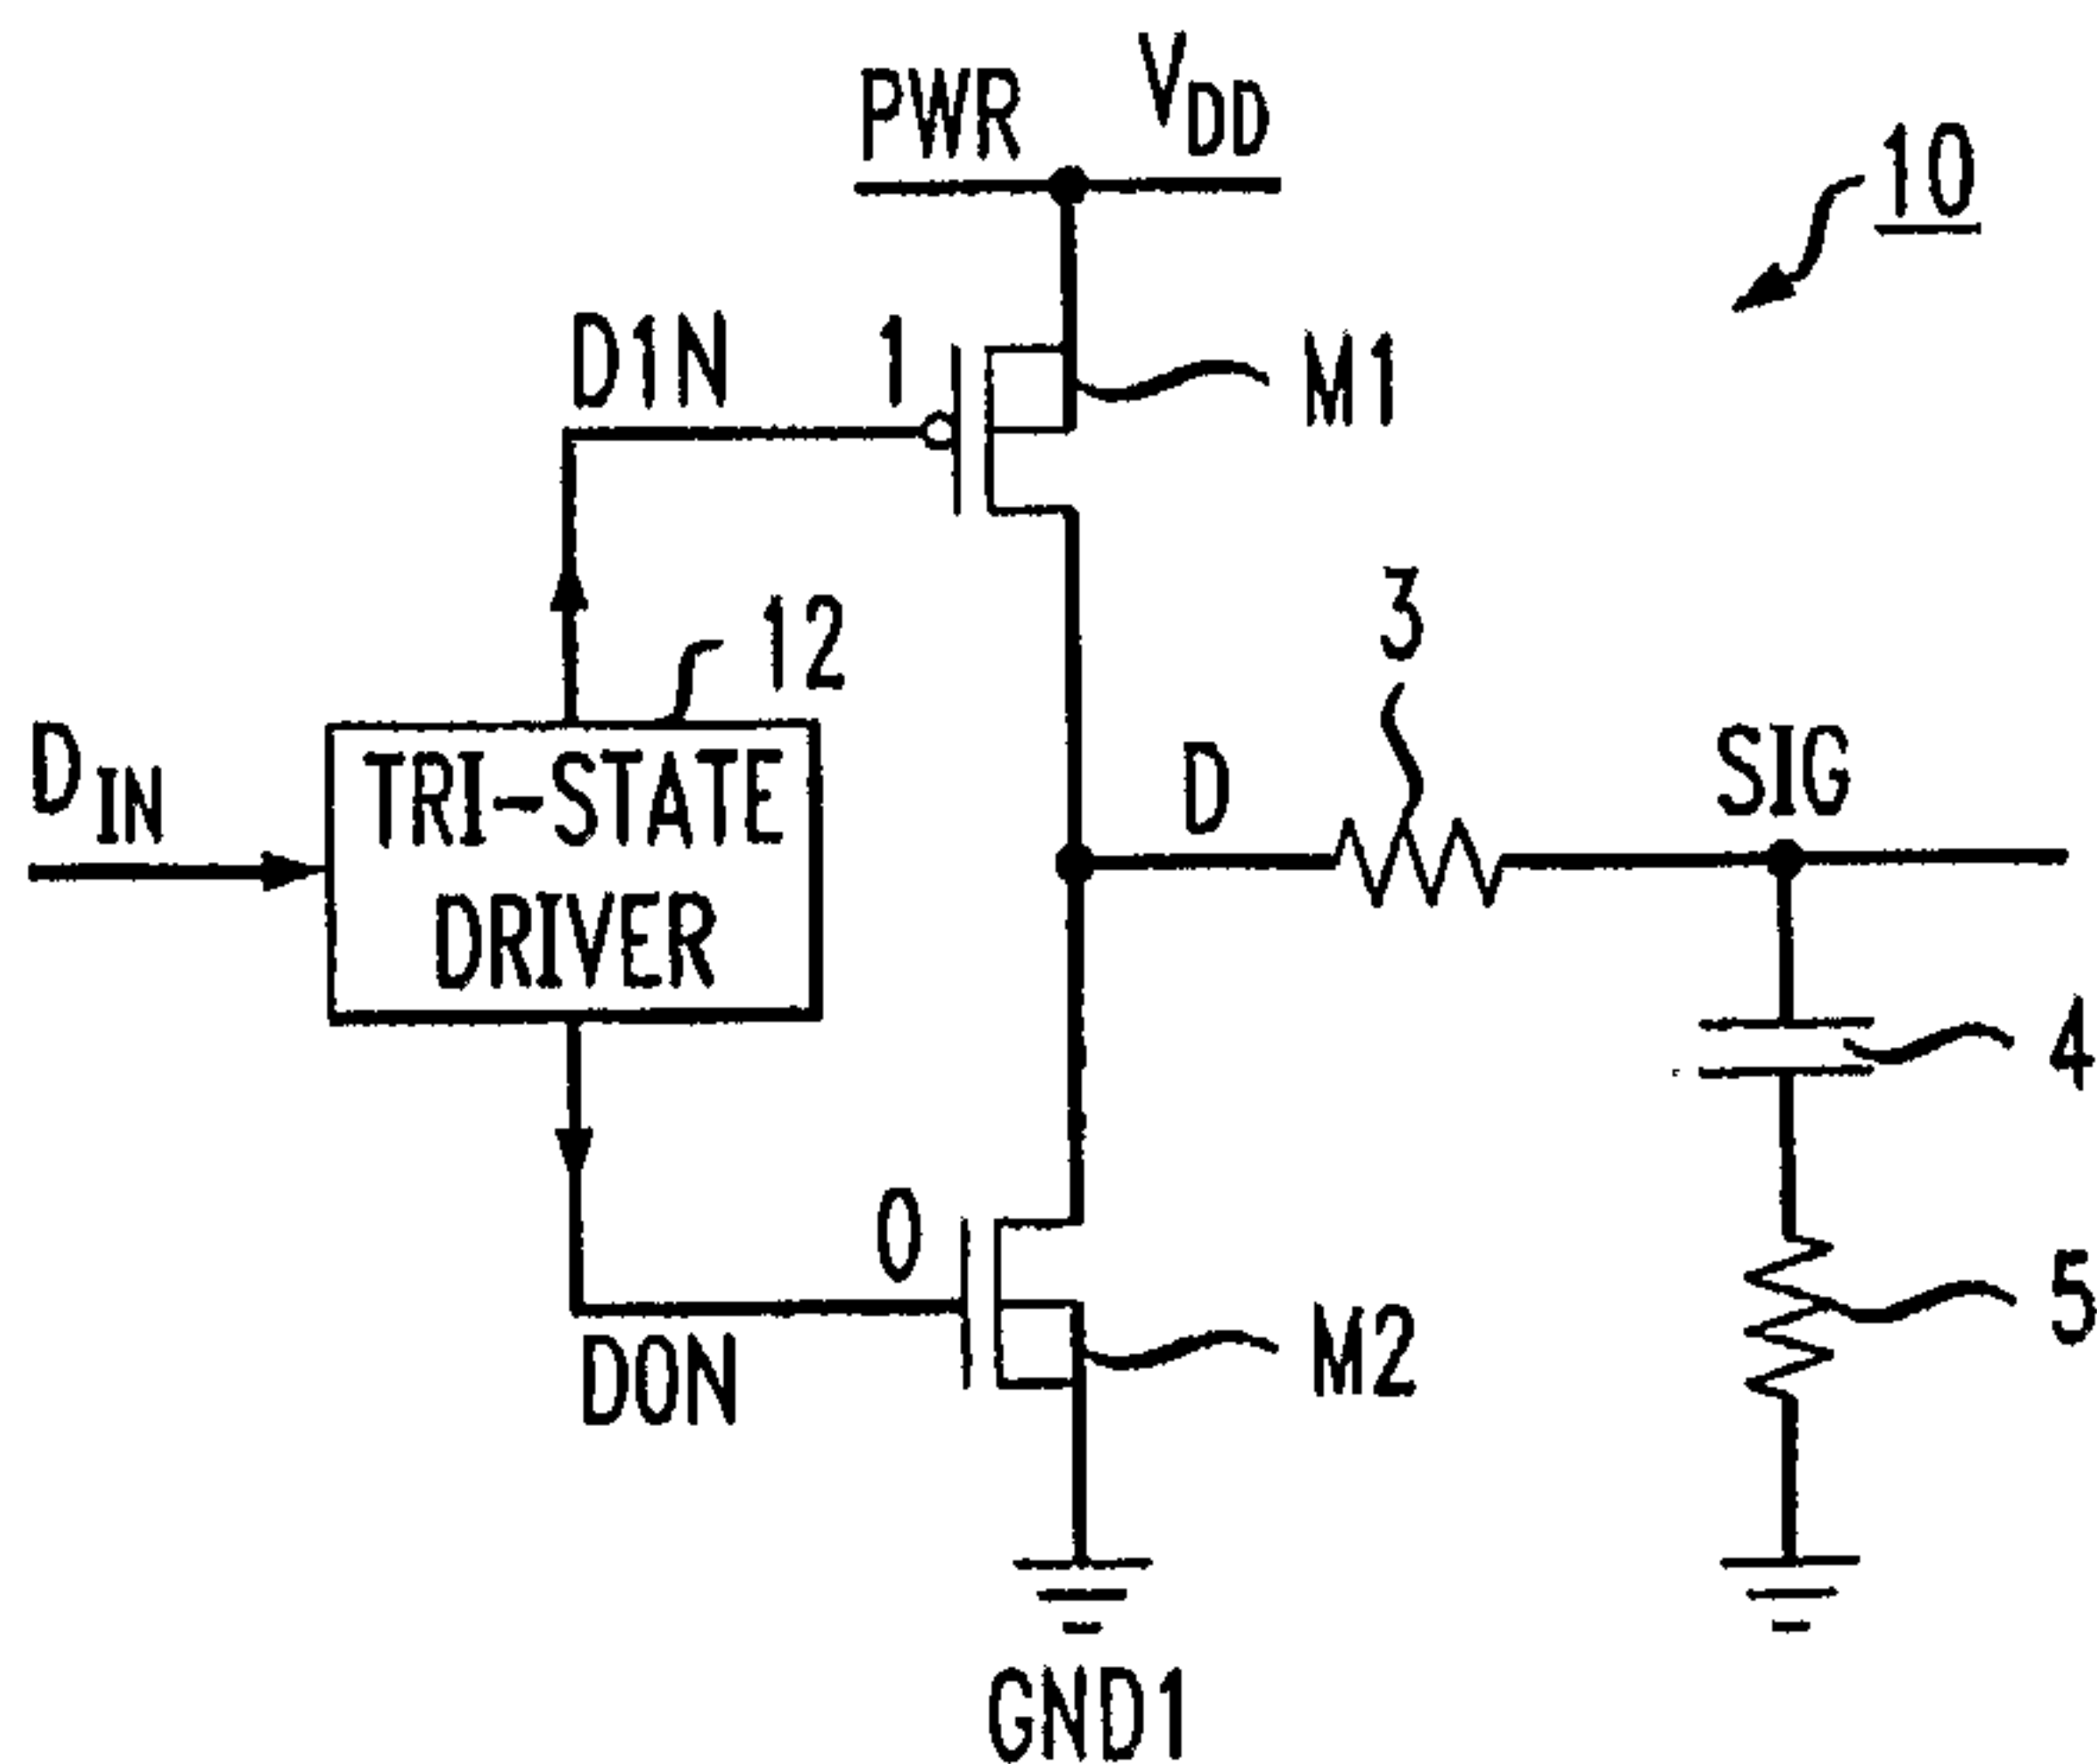 PWR
VDD
10
D1N
1
M1
12
3
DIN
TRI-STATE
DRIVER
D
SIG
4
0
D0N
M2
5
GND1